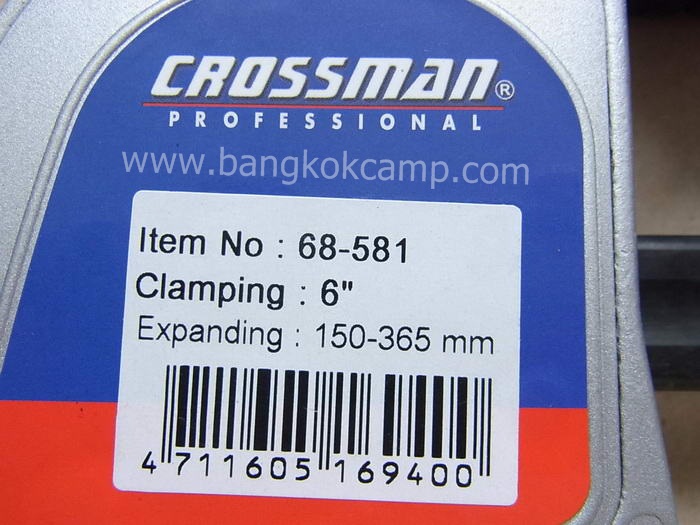 CROSSMAN®
PROFESSIONAL
www.bangkokcamp.com
Item No : 68-581
Clamping : 6"
Expanding : 150-365 mm
4 711605 169400